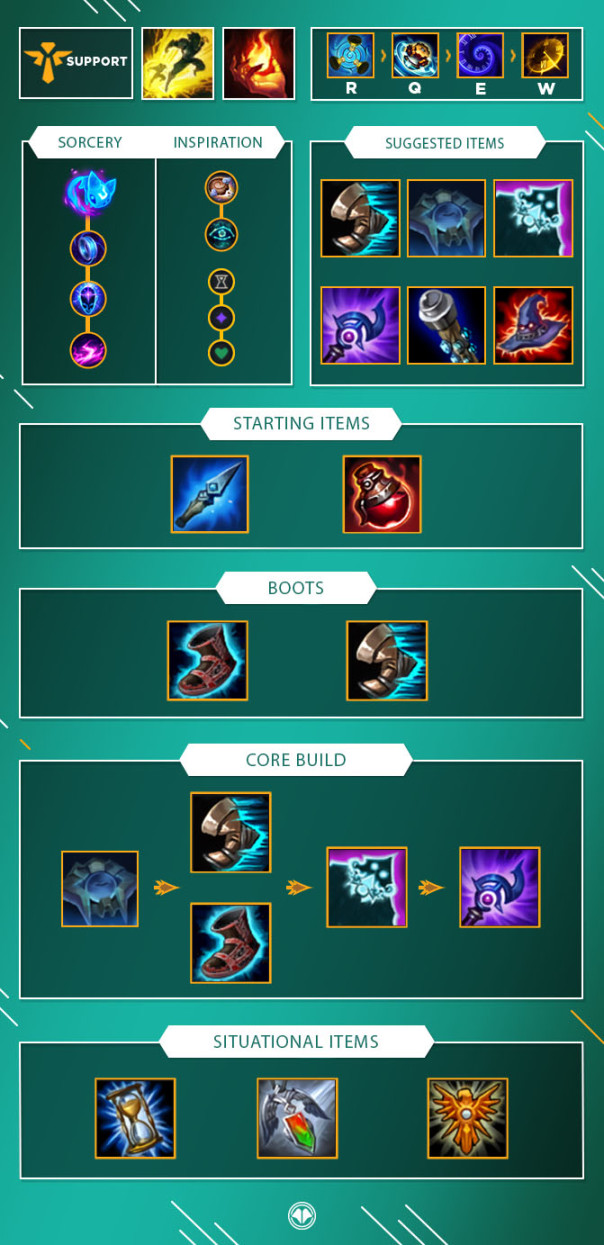 SUPPORT
R Q E W
SORCERY INSPIRATION
SUGGESTED ITEMS
STARTING ITEMS
BOOTS
CORE BUILD
SITUATIONAL ITEMS